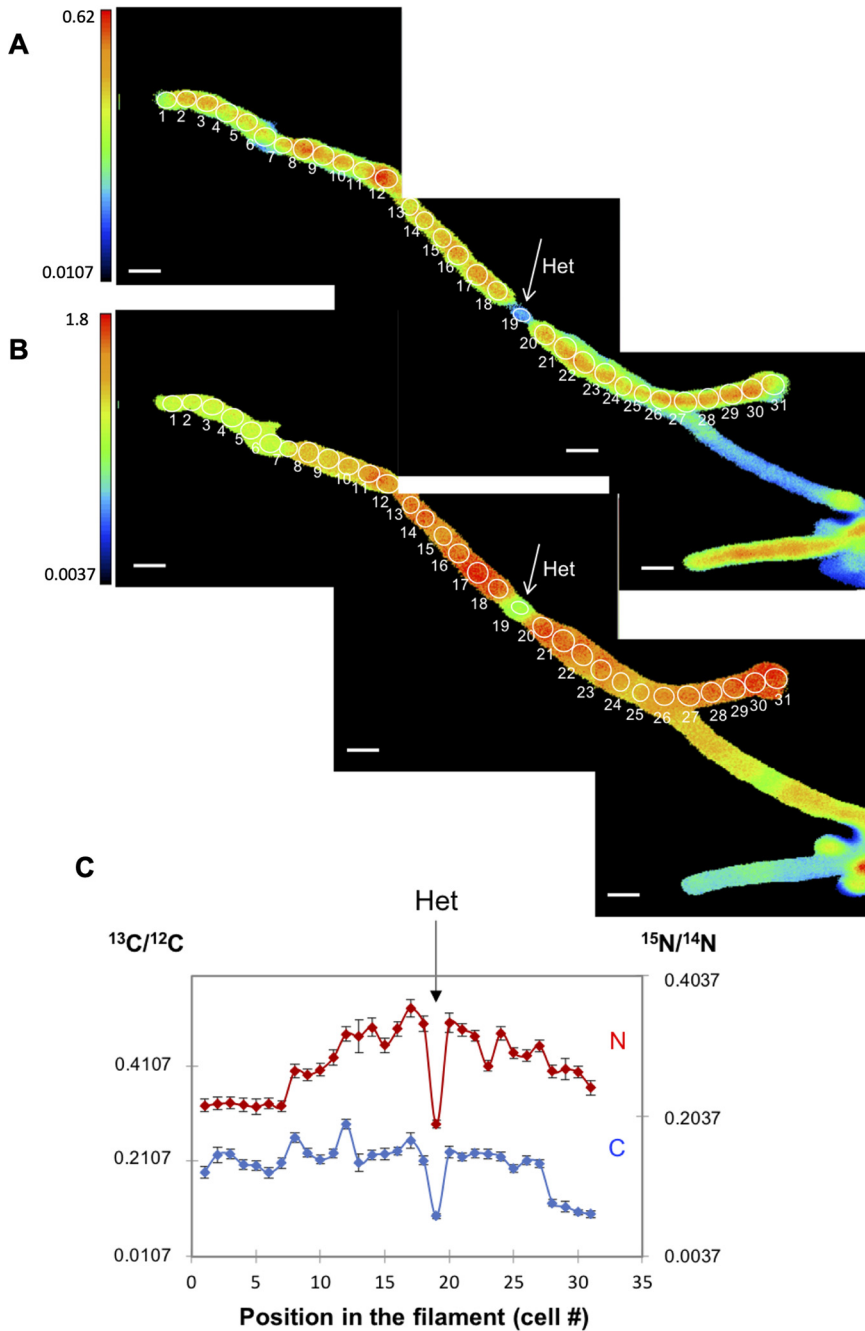 A
0.62
0.0107
1 2 3 4 5 6 7 8 9 10 11 12
13 14 15 16 17 18 19 20 21 22 23 24 25 26 27 28 29 30 31
Het
B
1.8
0.0037
1 2 3 4 5 6 7 8 9 10 11 12
13 14 15 16 17 18 19 20 21 22 23 24 25 26 27 28 29 30 31
Het
C
Het
¹³C/¹²C
¹⁵N/¹⁴N
0.4037
N
0.4107
0.2037
C
0.2107
0.0107
0.0037
0 5 10 15 20 25 30 35
Position in the filament (cell #)